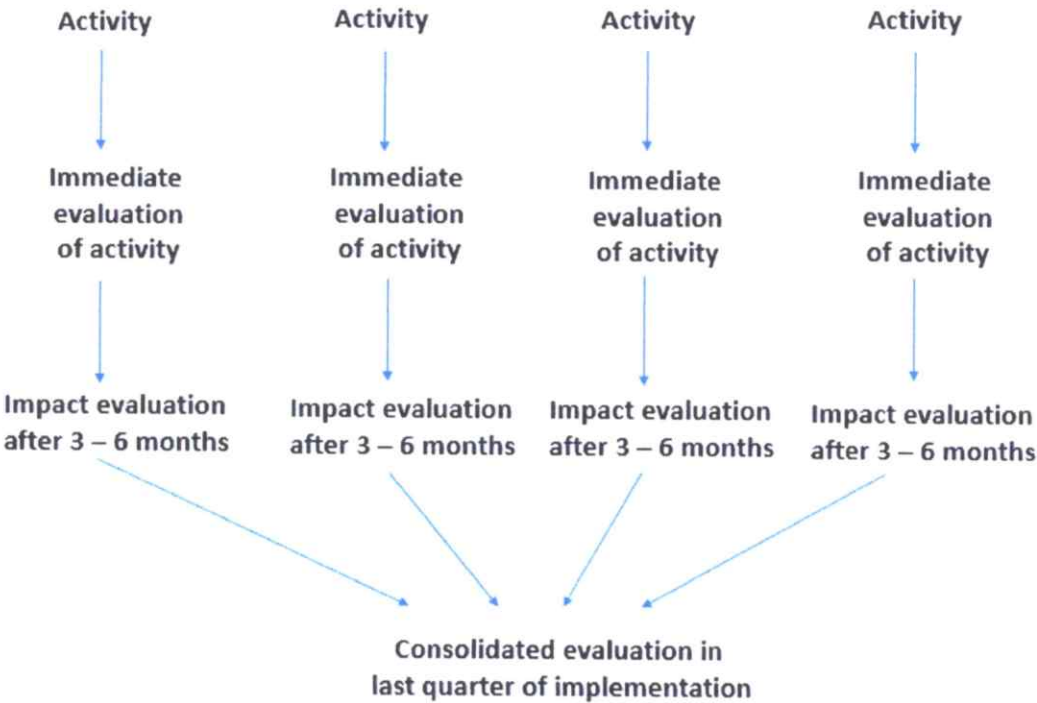 Activity
Activity
Activity
Activity
Immediate
evaluation
of activity
Immediate
evaluation
of activity
Immediate
evaluation
of activity
Immediate
evaluation
of activity
Impact evaluation
after 3 – 6 months
Impact evaluation
after 3 – 6 months
Impact evaluation
after 3 – 6 months
Impact evaluation
after 3 – 6 months
Consolidated evaluation in
last quarter of implementation